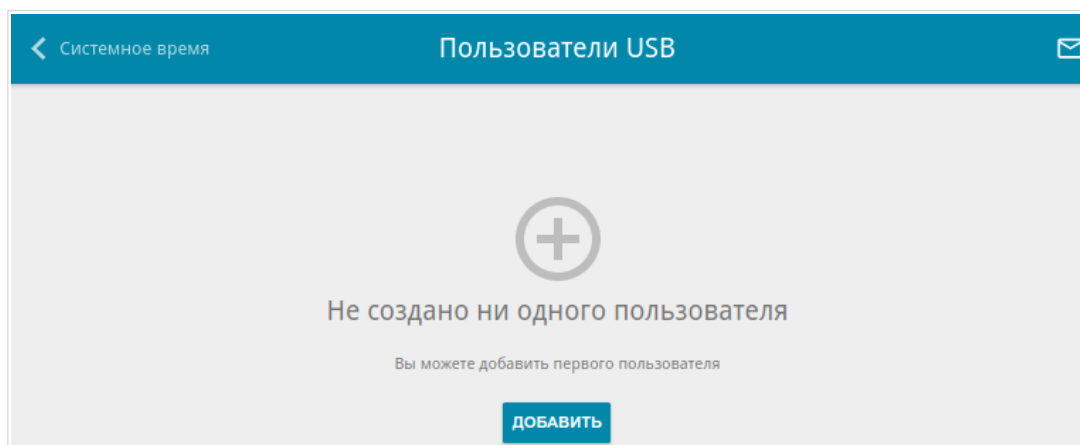 Системное время
Пользователи USB
Не создано ни одного пользователя
Вы можете добавить первого пользователя
ДОБАВИТЬ